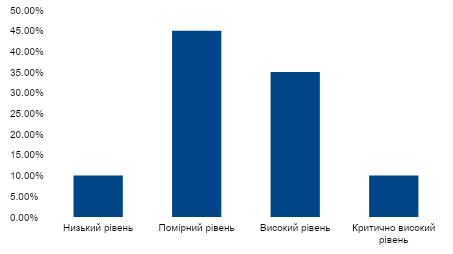 50.00%
45.00%
40.00%
35.00%
30.00%
25.00%
20.00%
15.00%
10.00%
5.00%
0.00%
Низький рівень
Помірний рівень
Високий рівень
Критично високий
рівень